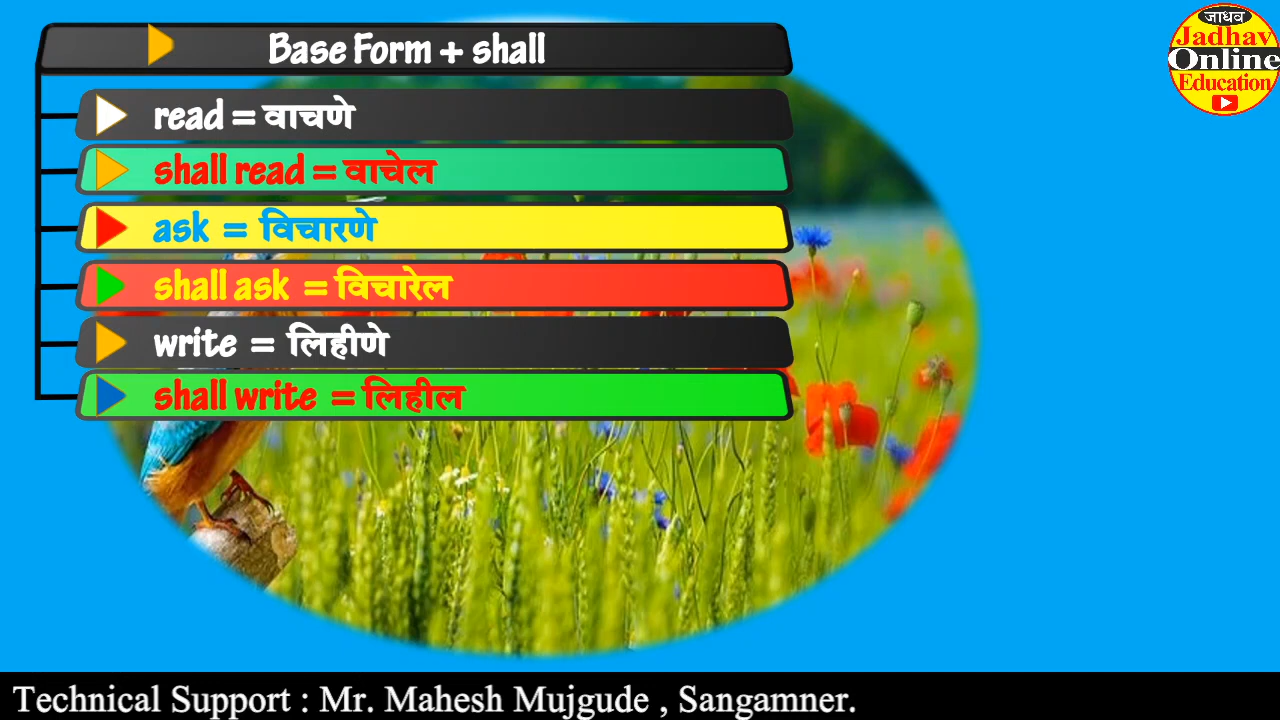 Base Form + shall
read = वाचणे
shall read = वाचेल
ask = विचारणे
shall ask = विचारेल
write = लिहीणे
shall write = लिहील
जाधव
Jadhav
Online
Education
Technical Support : Mr. Mahesh Mujgude , Sangamner.